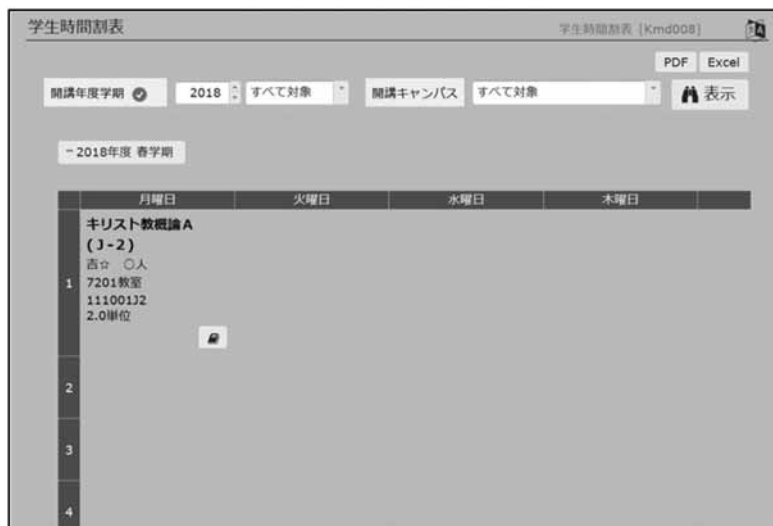 学生時間割表
学生時間割表 [Kmd008]
PDF Excel
開講年度学期 2018 すべて対象 開講キャンパス すべて対象 表示
－2018年度 春学期
月曜日 火曜日 水曜日 木曜日
キリスト教概論A
(J-2)
吉☆ ○人
1 7201教室
111001J2
2.0単位
2
3
4